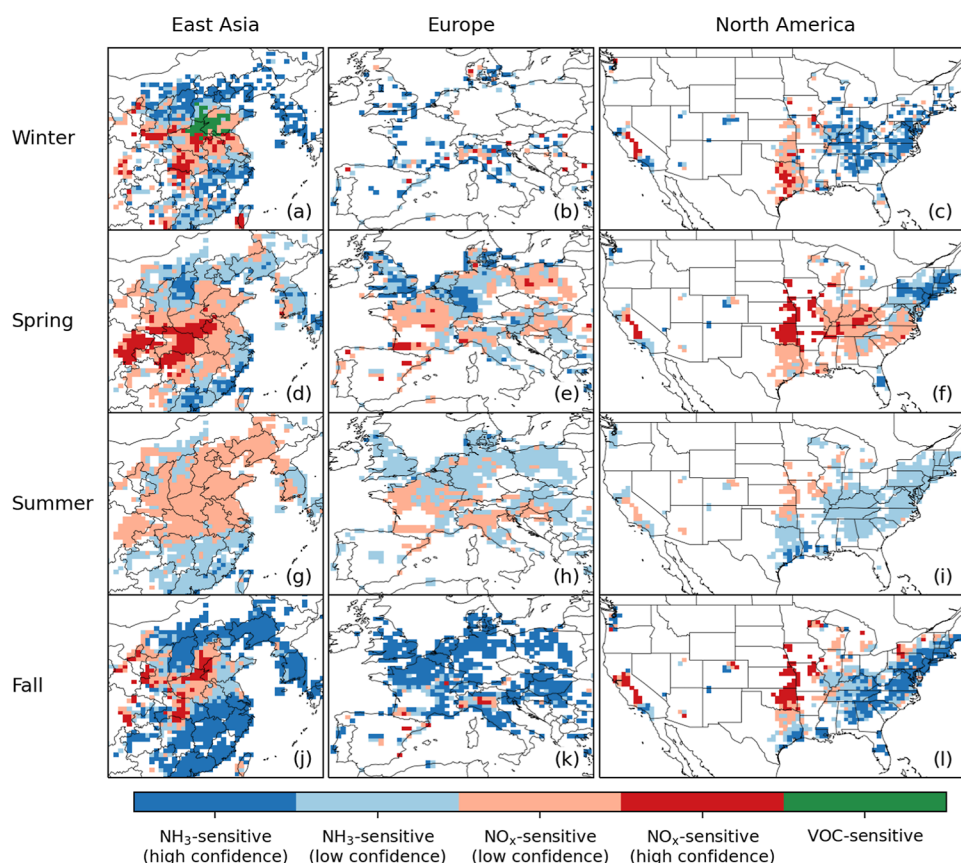 East Asia Europe North America
Winter
(a) (b) (c)
Spring
(d) (e) (f)
Summer
(g) (h) (i)
Fall
(j) (k) (l)
NH₃-sensitive NH₃-sensitive NOₓ-sensitive NOₓ-sensitive VOC-sensitive
(high confidence) (low confidence) (low confidence) (high confidence)